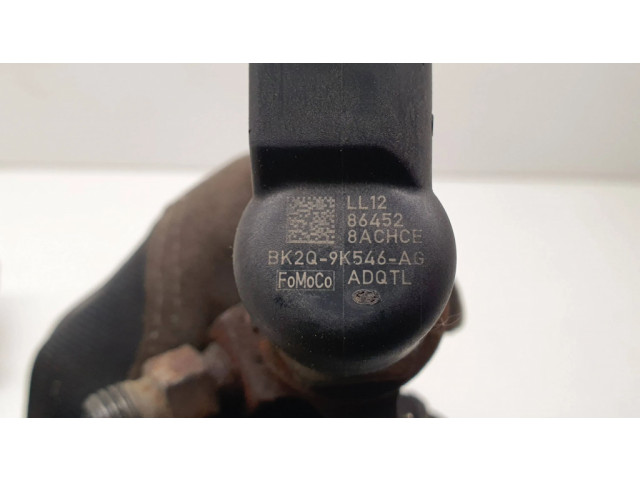 LL12
86452
8ACHCE
BK2Q-9K546-AG
FoMoCo ADQTL